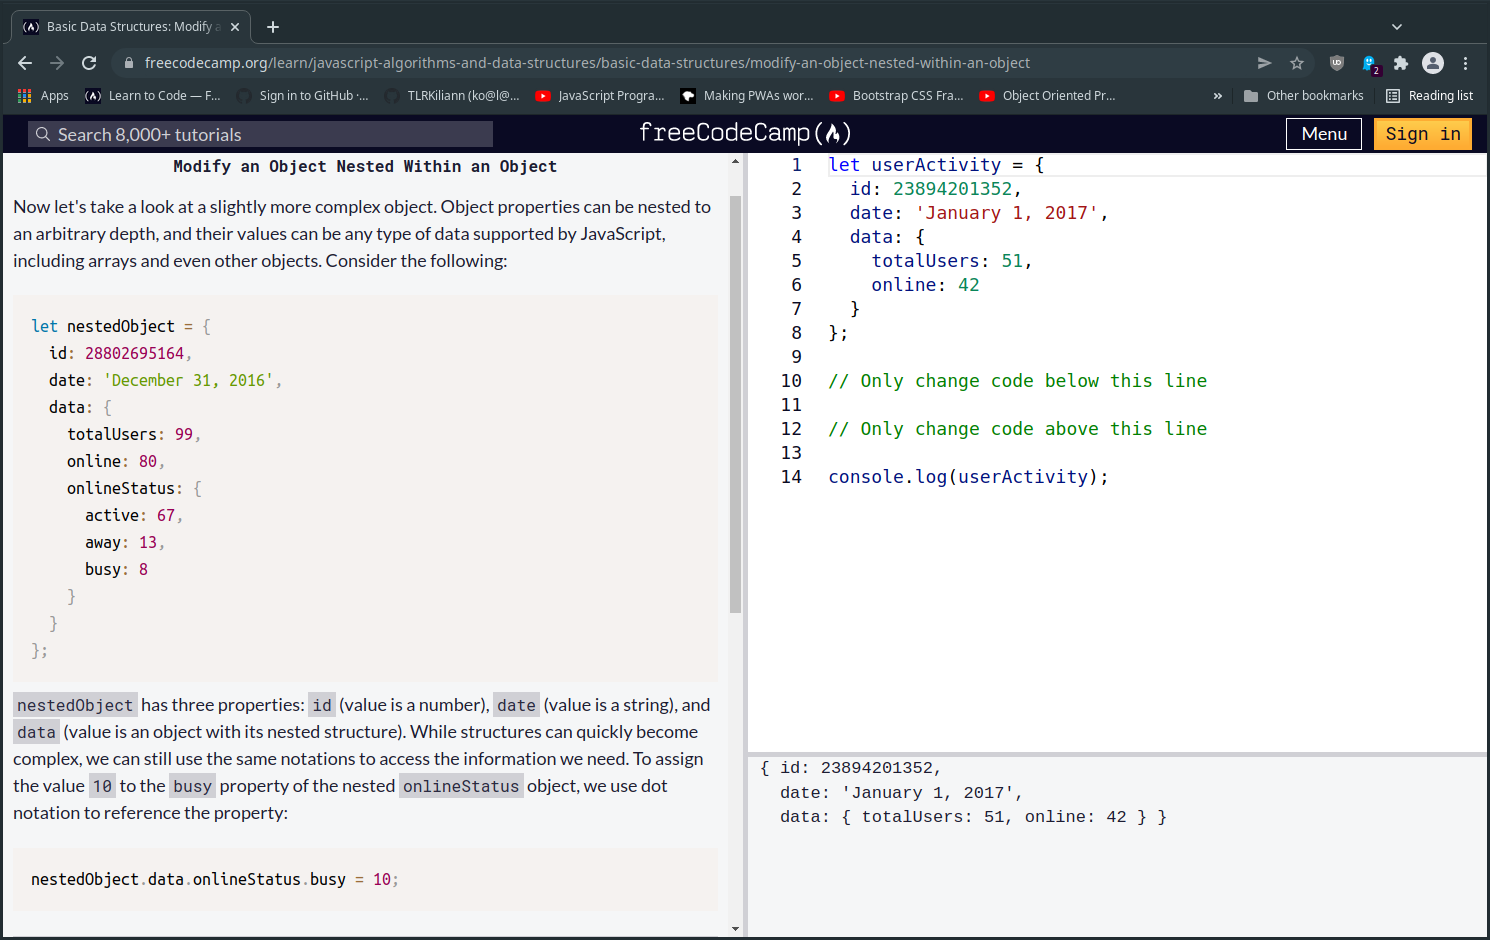 Basic Data Structures: Modify a
freecodecamp.org/learn/javascript-algorithms-and-data-structures/basic-data-structures/modify-an-object-nested-within-an-object
2
Apps
Learn to Code — F...
Sign in to GitHub ·...
TLRKiliann (ko@l@...
JavaScript Progra...
Making PWAs wor...
Bootstrap CSS Fra...
Object Oriented Pr...
»
Other bookmarks
Reading list
Search 8,000+ tutorials
freeCodeCamp
Menu
Sign in
Modify an Object Nested Within an Object
Now let's take a look at a slightly more complex object. Object properties can be nested to
an arbitrary depth, and their values can be any type of data supported by JavaScript,
including arrays and even other objects. Consider the following:
let nestedObject = {
id: 28802695164,
date: 'December 31, 2016',
data: {
totalUsers: 99,
online: 80,
onlineStatus: {
active: 67,
away: 13,
busy: 8
}
}
};
nestedObject has three properties: id (value is a number), date (value is a string), and
data (value is an object with its nested structure). While structures can quickly become
complex, we can still use the same notations to access the information we need. To assign
the value 10 to the busy property of the nested onlineStatus object, we use dot
notation to reference the property:
nestedObject.data.onlineStatus.busy = 10;
1 let userActivity = {
2 id: 23894201352,
3 date: 'January 1, 2017',
4 data: {
5 totalUsers: 51,
6 online: 42
7 }
8 };
9
10 // Only change code below this line
11
12 // Only change code above this line
13
14 console.log(userActivity);
{ id: 23894201352,
date: 'January 1, 2017',
data: { totalUsers: 51, online: 42 } }